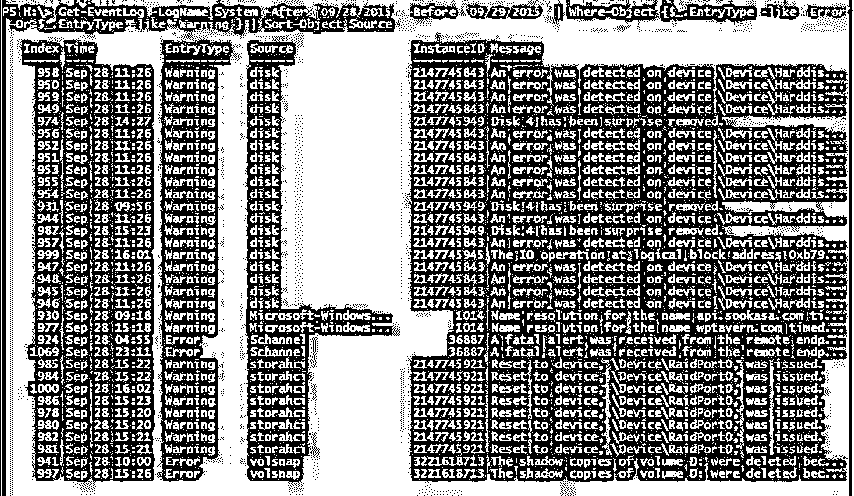 PS N:\> Get-EventLog -LogName System -After "09/28/2015" -Before "09/29/2015" | Where-Object {$_.EntryType -like "Error"
-Or $_.EntryType -like "Warning"} | Sort-Object Source
Index Time EntryType Source InstanceID Message
958 Sep 28 11:26 Warning disk 2147745843 An error was detected on device \Device\Harddis...
950 Sep 28 11:26 Warning disk 2147745843 An error was detected on device \Device\Harddis...
959 Sep 28 11:26 Warning disk 2147745843 An error was detected on device \Device\Harddis...
949 Sep 28 11:26 Warning disk 2147745843 An error was detected on device \Device\Harddis...
974 Sep 28 14:27 Warning disk 2147745949 Disk 4 has been surprise removed.
956 Sep 28 11:26 Warning disk 2147745843 An error was detected on device \Device\Harddis...
952 Sep 28 11:26 Warning disk 2147745843 An error was detected on device \Device\Harddis...
951 Sep 28 11:26 Warning disk 2147745843 An error was detected on device \Device\Harddis...
953 Sep 28 11:26 Warning disk 2147745843 An error was detected on device \Device\Harddis...
955 Sep 28 11:26 Warning disk 2147745843 An error was detected on device \Device\Harddis...
954 Sep 28 11:26 Warning disk 2147745843 An error was detected on device \Device\Harddis...
931 Sep 28 09:56 Warning disk 2147745949 Disk 4 has been surprise removed.
944 Sep 28 11:26 Warning disk 2147745843 An error was detected on device \Device\Harddis...
987 Sep 28 15:23 Warning disk 2147745949 Disk 4 has been surprise removed.
957 Sep 28 11:26 Warning disk 2147745843 An error was detected on device \Device\Harddis...
999 Sep 28 16:01 Warning disk 2147745945 The IO operation at logical block address 0xb79...
947 Sep 28 11:26 Warning disk 2147745843 An error was detected on device \Device\Harddis...
948 Sep 28 11:26 Warning disk 2147745843 An error was detected on device \Device\Harddis...
945 Sep 28 11:26 Warning disk 2147745843 An error was detected on device \Device\Harddis...
946 Sep 28 11:26 Warning disk 2147745843 An error was detected on device \Device\Harddis...
930 Sep 28 09:18 Warning Microsoft-Windows... 1014 Name resolution for the name api.sookasa.com ti...
977 Sep 28 15:18 Warning Microsoft-Windows... 1014 Name resolution for the name wptavern.com timed...
924 Sep 28 04:55 Error Schannel 36887 A fatal alert was received from the remote endp...
1069 Sep 28 23:11 Error Schannel 36887 A fatal alert was received from the remote endp...
985 Sep 28 15:22 Warning storahci 2147745921 Reset to device, \Device\RaidPort0, was issued.
984 Sep 28 15:22 Warning storahci 2147745921 Reset to device, \Device\RaidPort0, was issued.
1000 Sep 28 16:02 Warning storahci 2147745921 Reset to device, \Device\RaidPort0, was issued.
986 Sep 28 15:23 Warning storahci 2147745921 Reset to device, \Device\RaidPort0, was issued.
978 Sep 28 15:20 Warning storahci 2147745921 Reset to device, \Device\RaidPort0, was issued.
980 Sep 28 15:20 Warning storahci 2147745921 Reset to device, \Device\RaidPort0, was issued.
982 Sep 28 15:21 Warning storahci 2147745921 Reset to device, \Device\RaidPort0, was issued.
981 Sep 28 15:21 Warning storahci 2147745921 Reset to device, \Device\RaidPort0, was issued.
941 Sep 28 10:00 Error volsnap 3221618713 The shadow copies of volume D: were deleted bec...
997 Sep 28 15:26 Error volsnap 3221618713 The shadow copies of volume D: were deleted bec...